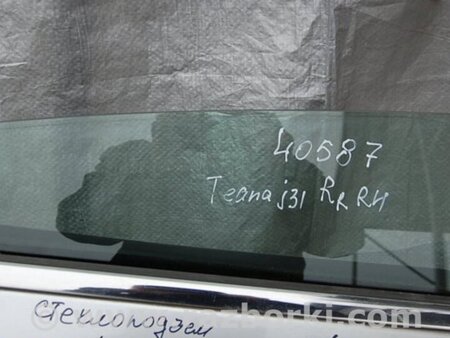 40587
Teana j31 RR RH
стеклоподъем